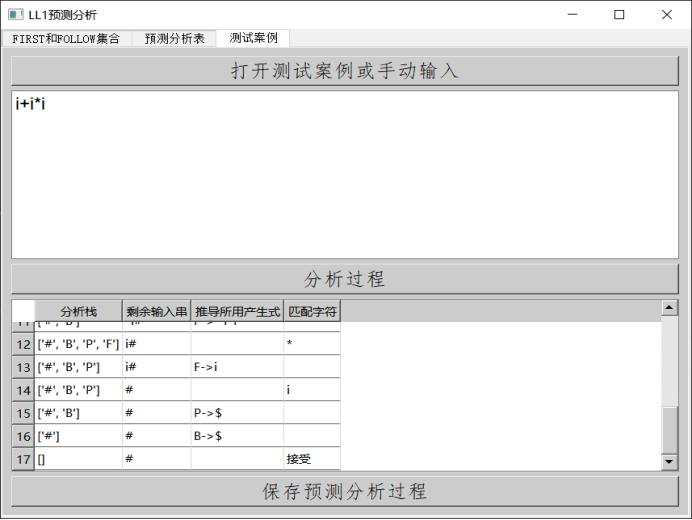 LL1预测分析
FIRST和FOLLOW集合 预测分析表 测试案例
打开测试案例或手动输入
i+i*i
分析过程
分析栈 剩余输入串 推导所用产生式 匹配字符
12 ['#', 'B', 'P', 'F'] i# *
13 ['#', 'B', 'P'] i# F->i
14 ['#', 'B', 'P'] # i
15 ['#', 'B'] # P->$
16 ['#'] # B->$
17 [] # 接受
保存预测分析过程